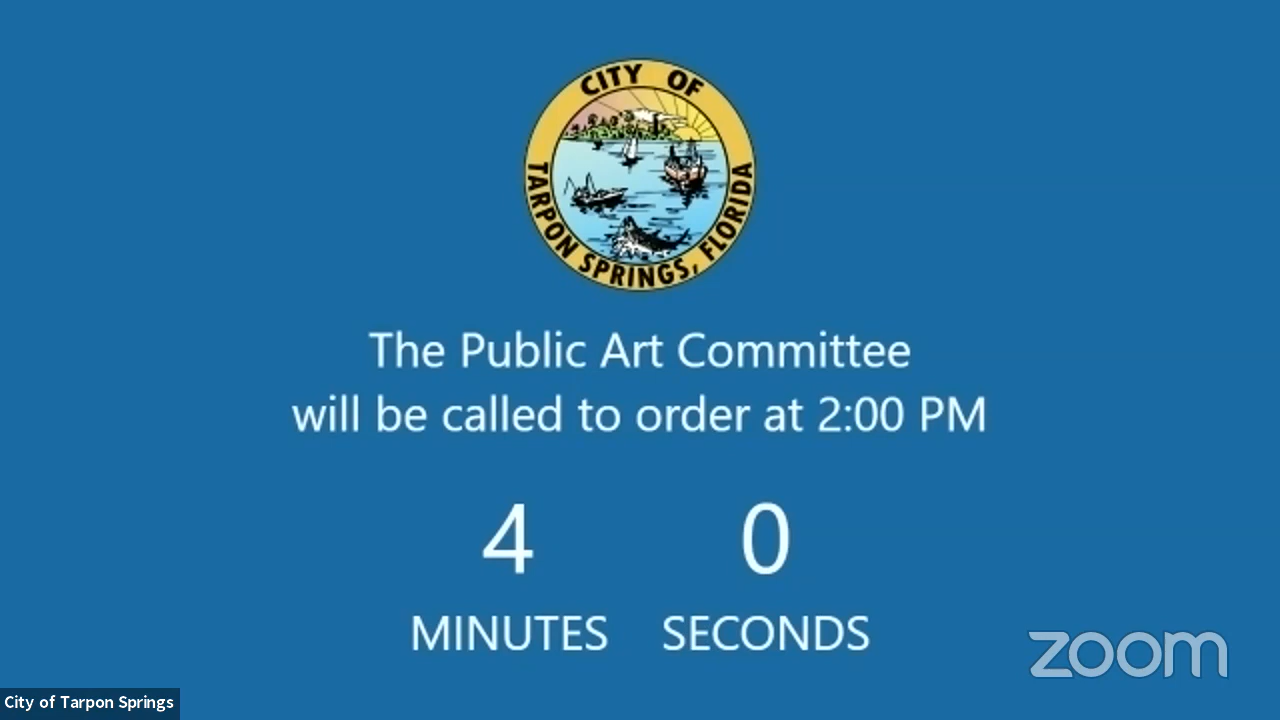 CITY OF
TARPON SPRINGS, FLORIDA
The Public Art Committee
will be called to order at 2:00 PM
4 0
MINUTES SECONDS
zoom
City of Tarpon Springs